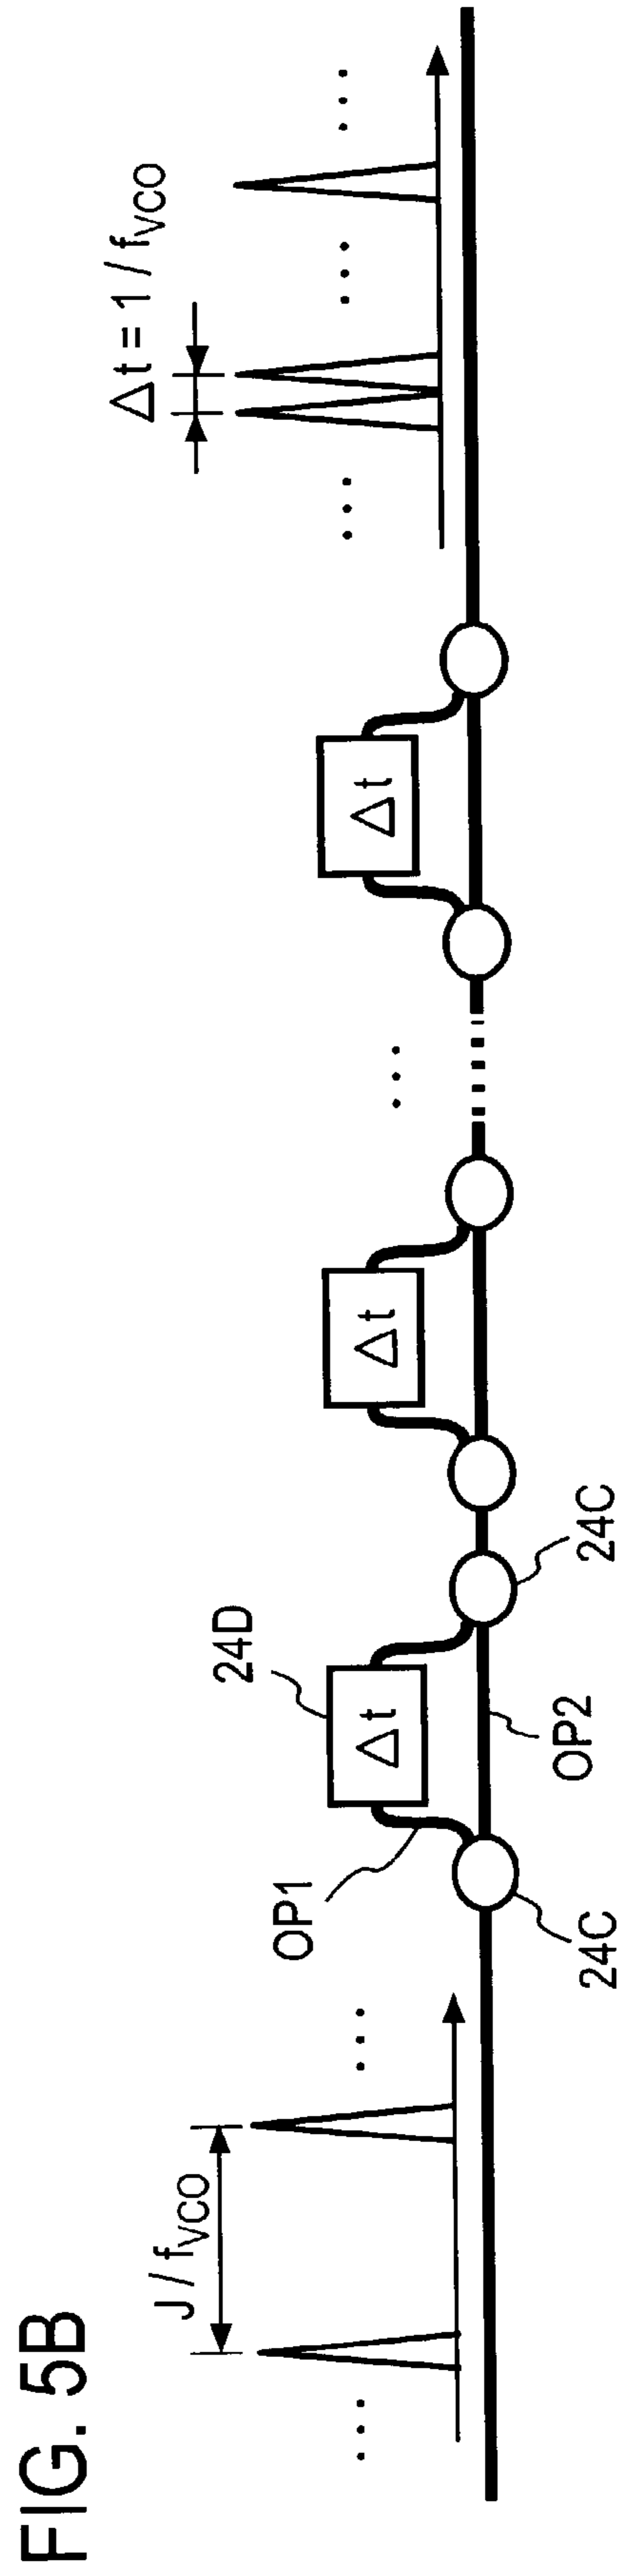 FIG. 5B
J / fVCO
...
...
OP1
24C
24D
Δt
OP2
24C
Δt
...
Δt
...
Δt = 1 / fVCO
...
...